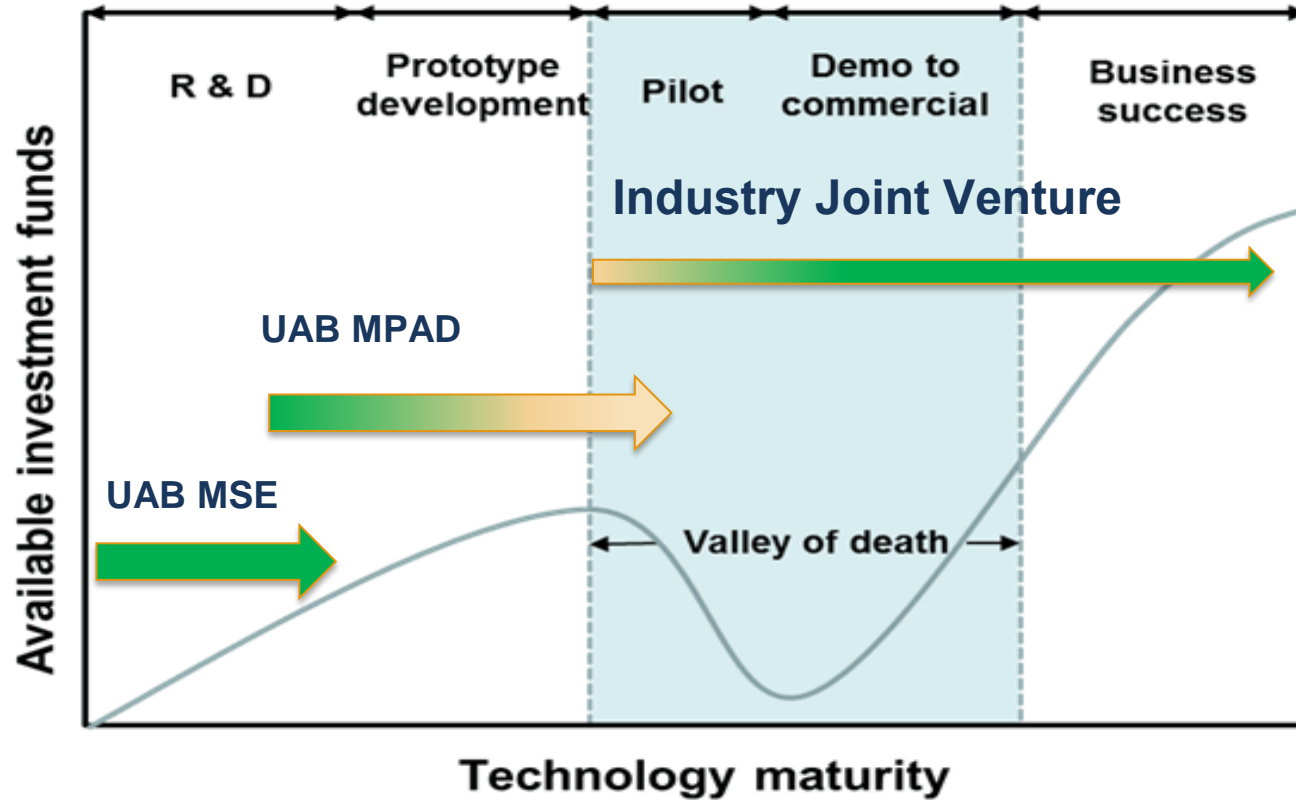 R & D
Prototype
development
Pilot
Demo to
commercial
Business
success
Industry Joint Venture
UAB MPAD
UAB MSE
Valley of death
Available investment funds
Technology maturity